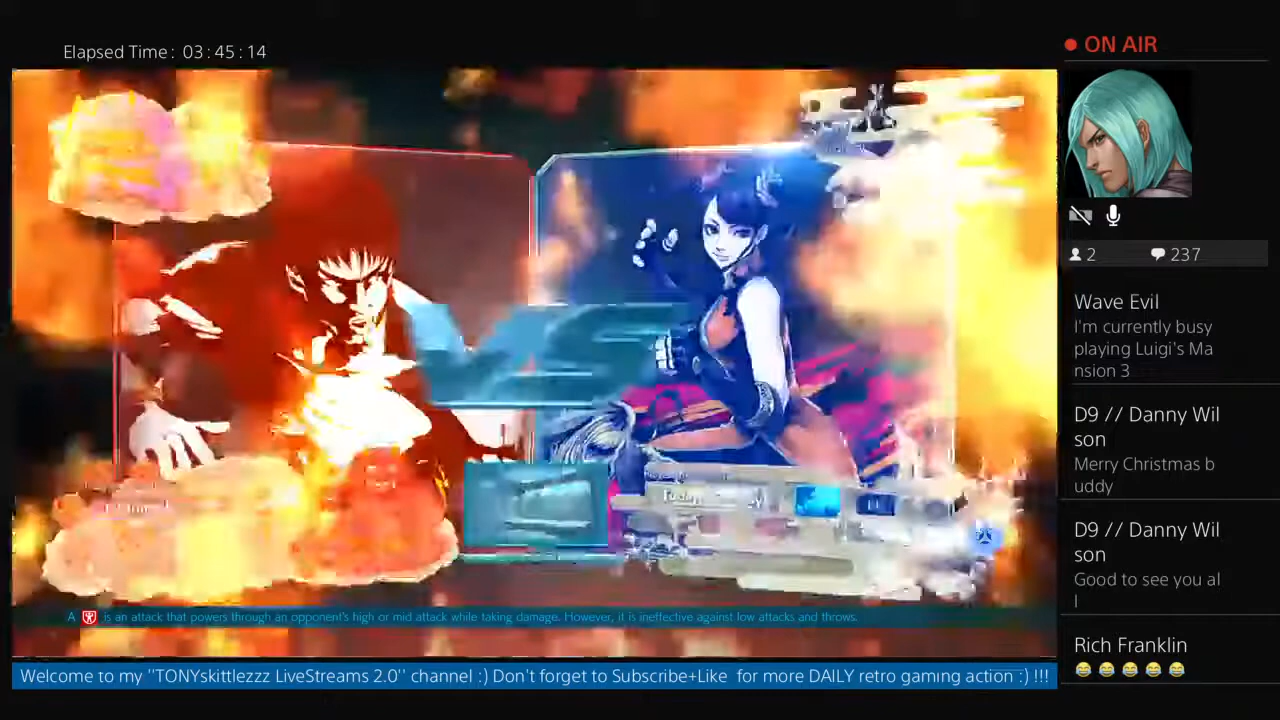 Elapsed Time: 03:45:14
ON AIR
2 237
Wave Evil
I'm currently busy
playing Luigi's Ma
nsion 3
D9 // Danny Wil
son
Merry Christmas b
uddy
D9 // Danny Wil
son
Good to see you al
l
Rich Franklin
😂 😂 😂 😂 😂
VS
A is an attack that powers through an opponent's high or mid attack while taking damage. However, it is ineffective against low attacks and throws.
Welcome to my ''TONYskittlezzz LiveStreams 2.0'' channel :) Don't forget to Subscribe+Like for more DAILY retro gaming action :) !!!